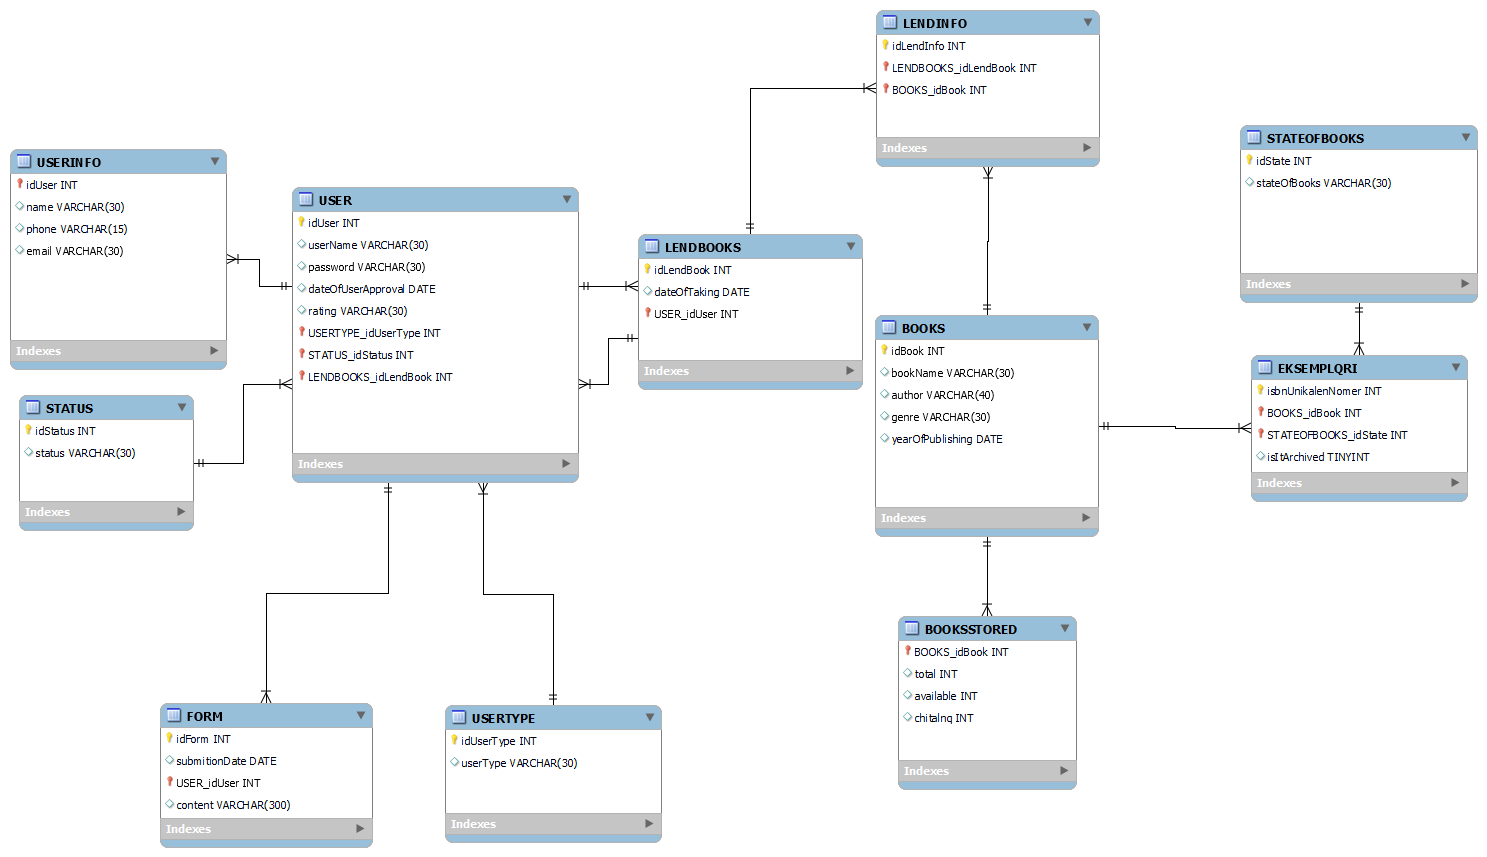 LENDINFO
idLendInfo INT
LENDBOOKS_idLendBook INT
BOOKS_idBook INT
Indexes
STATEOFBOOKS
idState INT
stateOfBooks VARCHAR(30)
Indexes
USERINFO
idUser INT
name VARCHAR(30)
phone VARCHAR(15)
email VARCHAR(30)
Indexes
USER
idUser INT
userName VARCHAR(30)
password VARCHAR(30)
dateOfUserApproval DATE
rating VARCHAR(30)
USERTYPE_idUserType INT
STATUS_idStatus INT
LENDBOOKS_idLendBook INT
Indexes
LENDBOOKS
idLendBook INT
dateOfTaking DATE
USER_idUser INT
Indexes
BOOKS
idBook INT
bookName VARCHAR(30)
author VARCHAR(40)
genre VARCHAR(30)
yearOfPublishing DATE
Indexes
EKSEMPLQRI
isbnUnikalenNomer INT
BOOKS_idBook INT
STATEOFBOOKS_idState INT
isItArchived TINYINT
Indexes
STATUS
idStatus INT
status VARCHAR(30)
Indexes
BOOKSSTORED
BOOKS_idBook INT
total INT
available INT
chitalnq INT
Indexes
FORM
idForm INT
submitionDate DATE
USER_idUser INT
content VARCHAR(300)
Indexes
USERTYPE
idUserType INT
userType VARCHAR(30)
Indexes